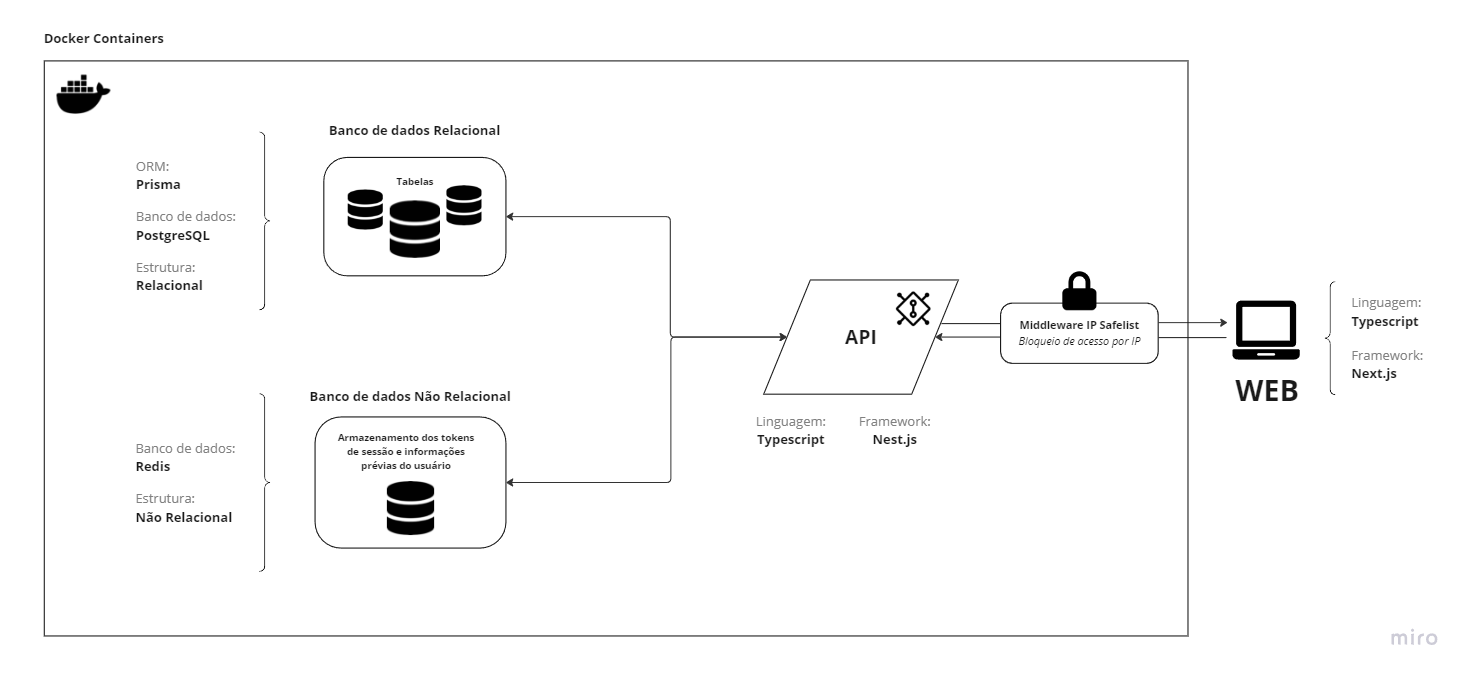 Docker Containers
Banco de dados Relacional
ORM:
Prisma
Banco de dados:
PostgreSQL
Estrutura:
Relacional
Tabelas
Banco de dados Não Relacional
Armazenamento dos tokens
de sessão e informações
prévias do usuário
Banco de dados:
Redis
Estrutura:
Não Relacional
API
Linguagem:
Typescript
Framework:
Nest.js
Middleware IP Safelist
Bloqueio de acesso por IP
WEB
Linguagem:
Typescript
Framework:
Next.js
miro